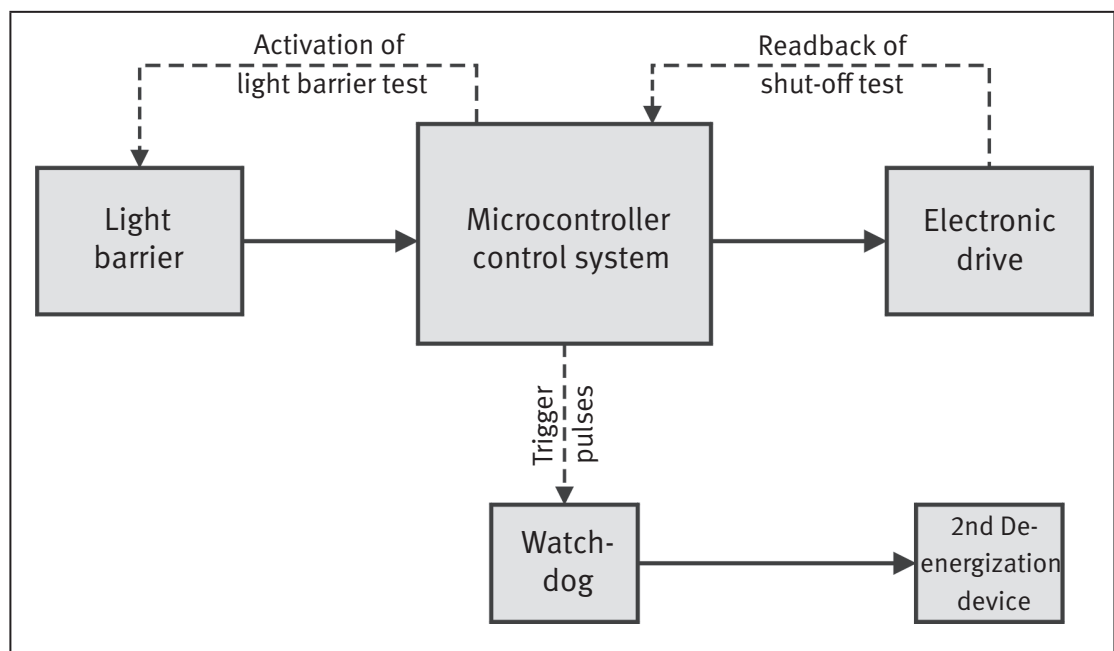 Activation of
light barrier test
Readback of
shut-off test
Light
barrier
Microcontroller
control system
Electronic
drive
Trigger
pulses
Watch-
dog
2nd De-
energization
device